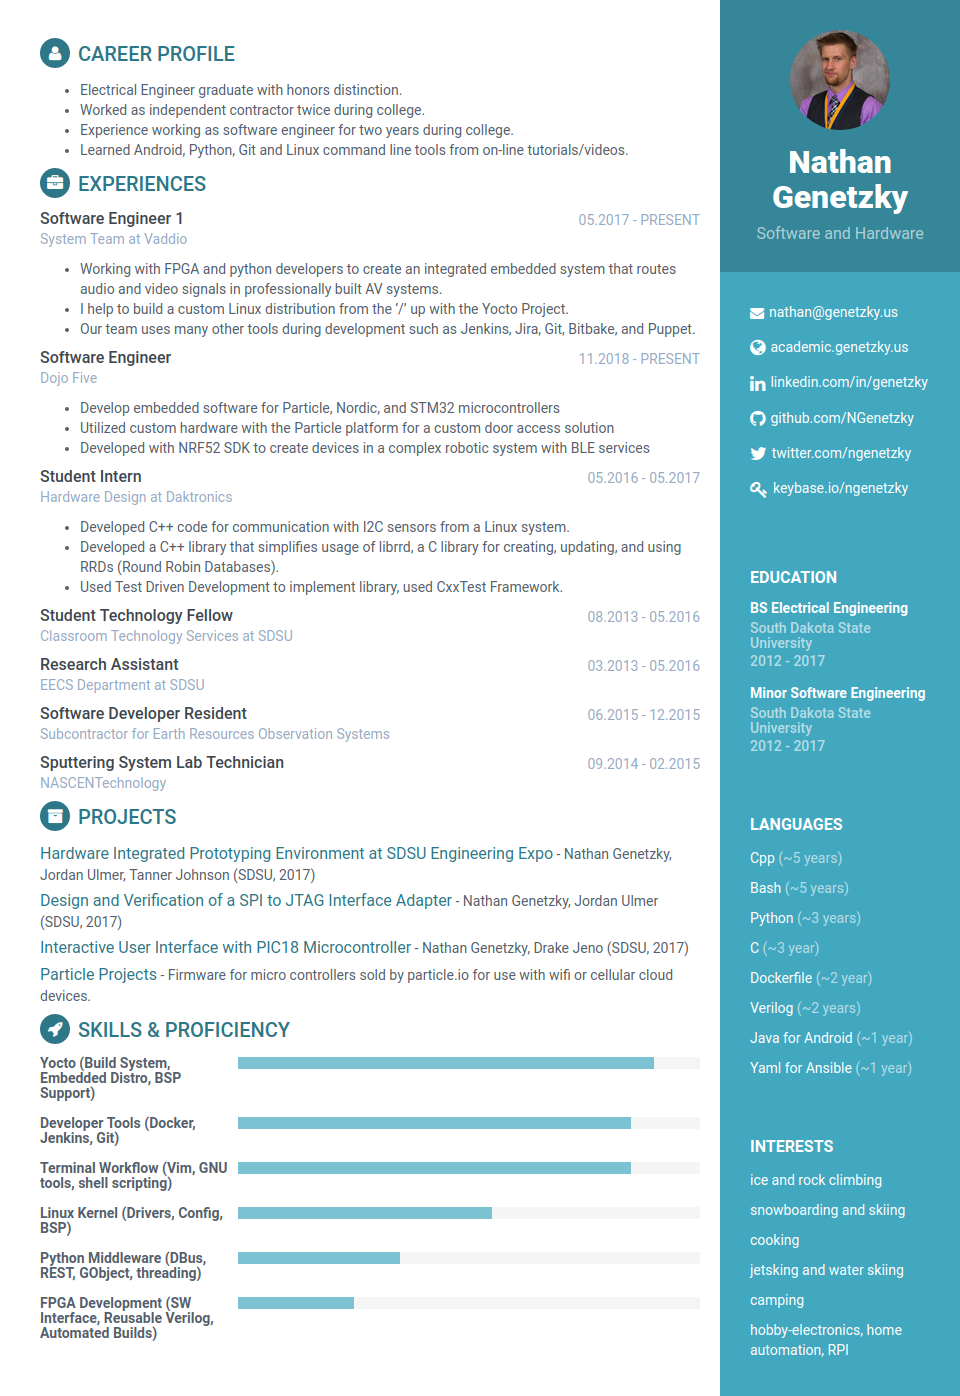 CAREER PROFILE
Electrical Engineer graduate with honors distinction.
Worked as independent contractor twice during college.
Experience working as software engineer for two years during college.
Learned Android, Python, Git and Linux command line tools from on-line tutorials/videos.
EXPERIENCES
Software Engineer 1
05.2017 - PRESENT
System Team at Vaddio
Working with FPGA and python developers to create an integrated embedded system that routes
audio and video signals in professionally built AV systems.
I help to build a custom Linux distribution from the ‘/’ up with the Yocto Project.
Our team uses many other tools during development such as Jenkins, Jira, Git, Bitbake, and Puppet.
Software Engineer
11.2018 - PRESENT
Dojo Five
Develop embedded software for Particle, Nordic, and STM32 microcontrollers
Utilized custom hardware with the Particle platform for a custom door access solution
Developed with NRF52 SDK to create devices in a complex robotic system with BLE services
Student Intern
05.2016 - 05.2017
Hardware Design at Daktronics
Developed C++ code for communication with I2C sensors from a Linux system.
Developed a C++ library that simplifies usage of librrd, a C library for creating, updating, and using
RRDs (Round Robin Databases).
Used Test Driven Development to implement library, used CxxTest Framework.
Student Technology Fellow
08.2013 - 05.2016
Classroom Technology Services at SDSU
Research Assistant
03.2013 - 05.2016
EECS Department at SDSU
Software Developer Resident
06.2015 - 12.2015
Subcontractor for Earth Resources Observation Systems
Sputtering System Lab Technician
09.2014 - 02.2015
NASCENTechnology
PROJECTS
Hardware Integrated Prototyping Environment at SDSU Engineering Expo - Nathan Genetzky,
Jordan Ulmer, Tanner Johnson (SDSU, 2017)
Design and Verification of a SPI to JTAG Interface Adapter - Nathan Genetzky, Jordan Ulmer
(SDSU, 2017)
Interactive User Interface with PIC18 Microcontroller - Nathan Genetzky, Drake Jeno (SDSU, 2017)
Particle Projects - Firmware for micro controllers sold by particle.io for use with wifi or cellular cloud
devices.
SKILLS & PROFICIENCY
Yocto (Build System,
Embedded Distro, BSP
Support)
Developer Tools (Docker,
Jenkins, Git)
Terminal Workflow (Vim, GNU
tools, shell scripting)
Linux Kernel (Drivers, Config,
BSP)
Python Middleware (DBus,
REST, GObject, threading)
FPGA Development (SW
Interface, Reusable Verilog,
Automated Builds)
Nathan
Genetzky
Software and Hardware
nathan@genetzky.us
academic.genetzky.us
linkedin.com/in/genetzky
github.com/NGenetzky
twitter.com/ngenetzky
keybase.io/ngenetzky
EDUCATION
BS Electrical Engineering
South Dakota State
University
2012 - 2017
Minor Software Engineering
South Dakota State
University
2012 - 2017
LANGUAGES
Cpp (~5 years)
Bash (~5 years)
Python (~3 years)
C (~3 year)
Dockerfile (~2 year)
Verilog (~2 years)
Java for Android (~1 year)
Yaml for Ansible (~1 year)
INTERESTS
ice and rock climbing
snowboarding and skiing
cooking
jetsking and water skiing
camping
hobby-electronics, home
automation, RPI